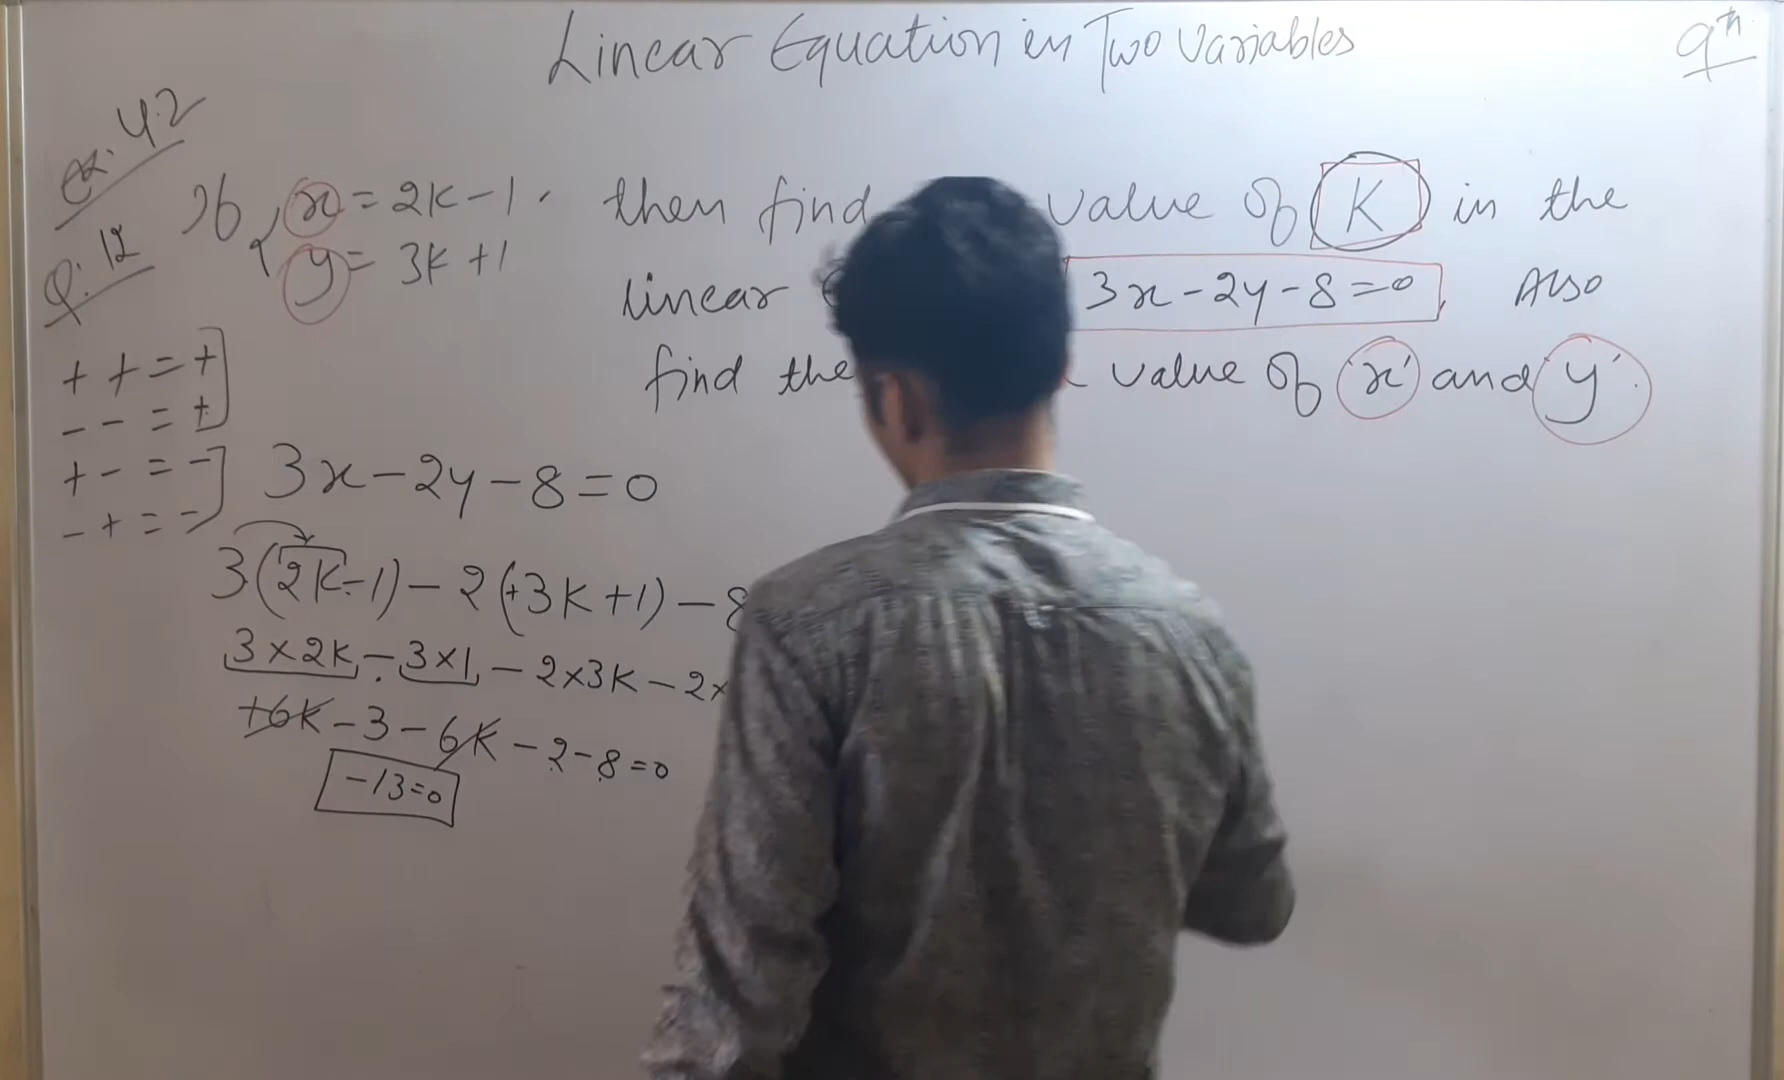 Linear Equation in Two Variables
9th
Ex. 4.2
Q. 12
If, x = 2k - 1, then find value of K in the
y = 3k + 1
linear 3x - 2y - 8 = 0, Also
find the value of 'x' and 'y'.
+ + = +
- - = +
+ - = -
- + = -
3x - 2y - 8 = 0
3(2k - 1) - 2(+3k + 1) - 8
3 × 2k - 3 × 1 - 2 × 3k - 2 ×
+6k - 3 - 6k - 2 - 8 = 0
-13 = 0